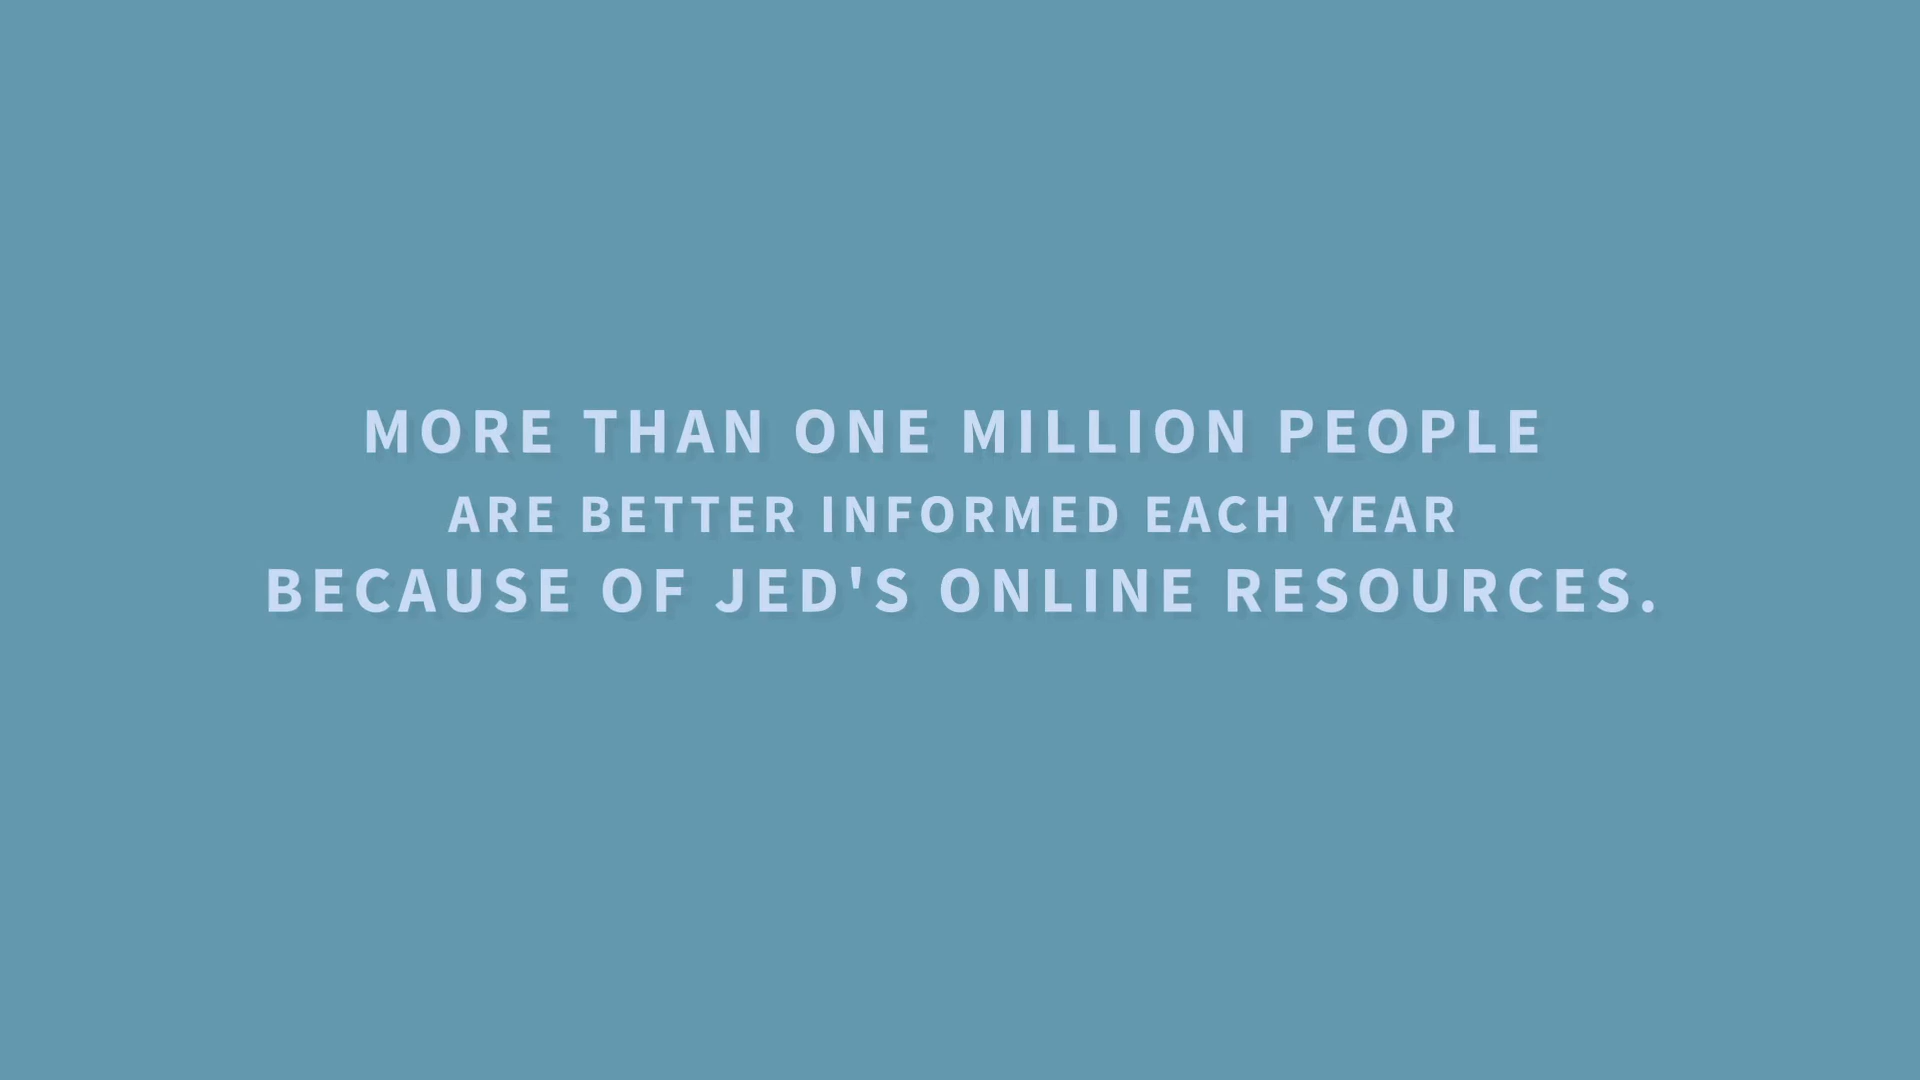 MORE THAN ONE MILLION PEOPLE
ARE BETTER INFORMED EACH YEAR
BECAUSE OF JED'S ONLINE RESOURCES.